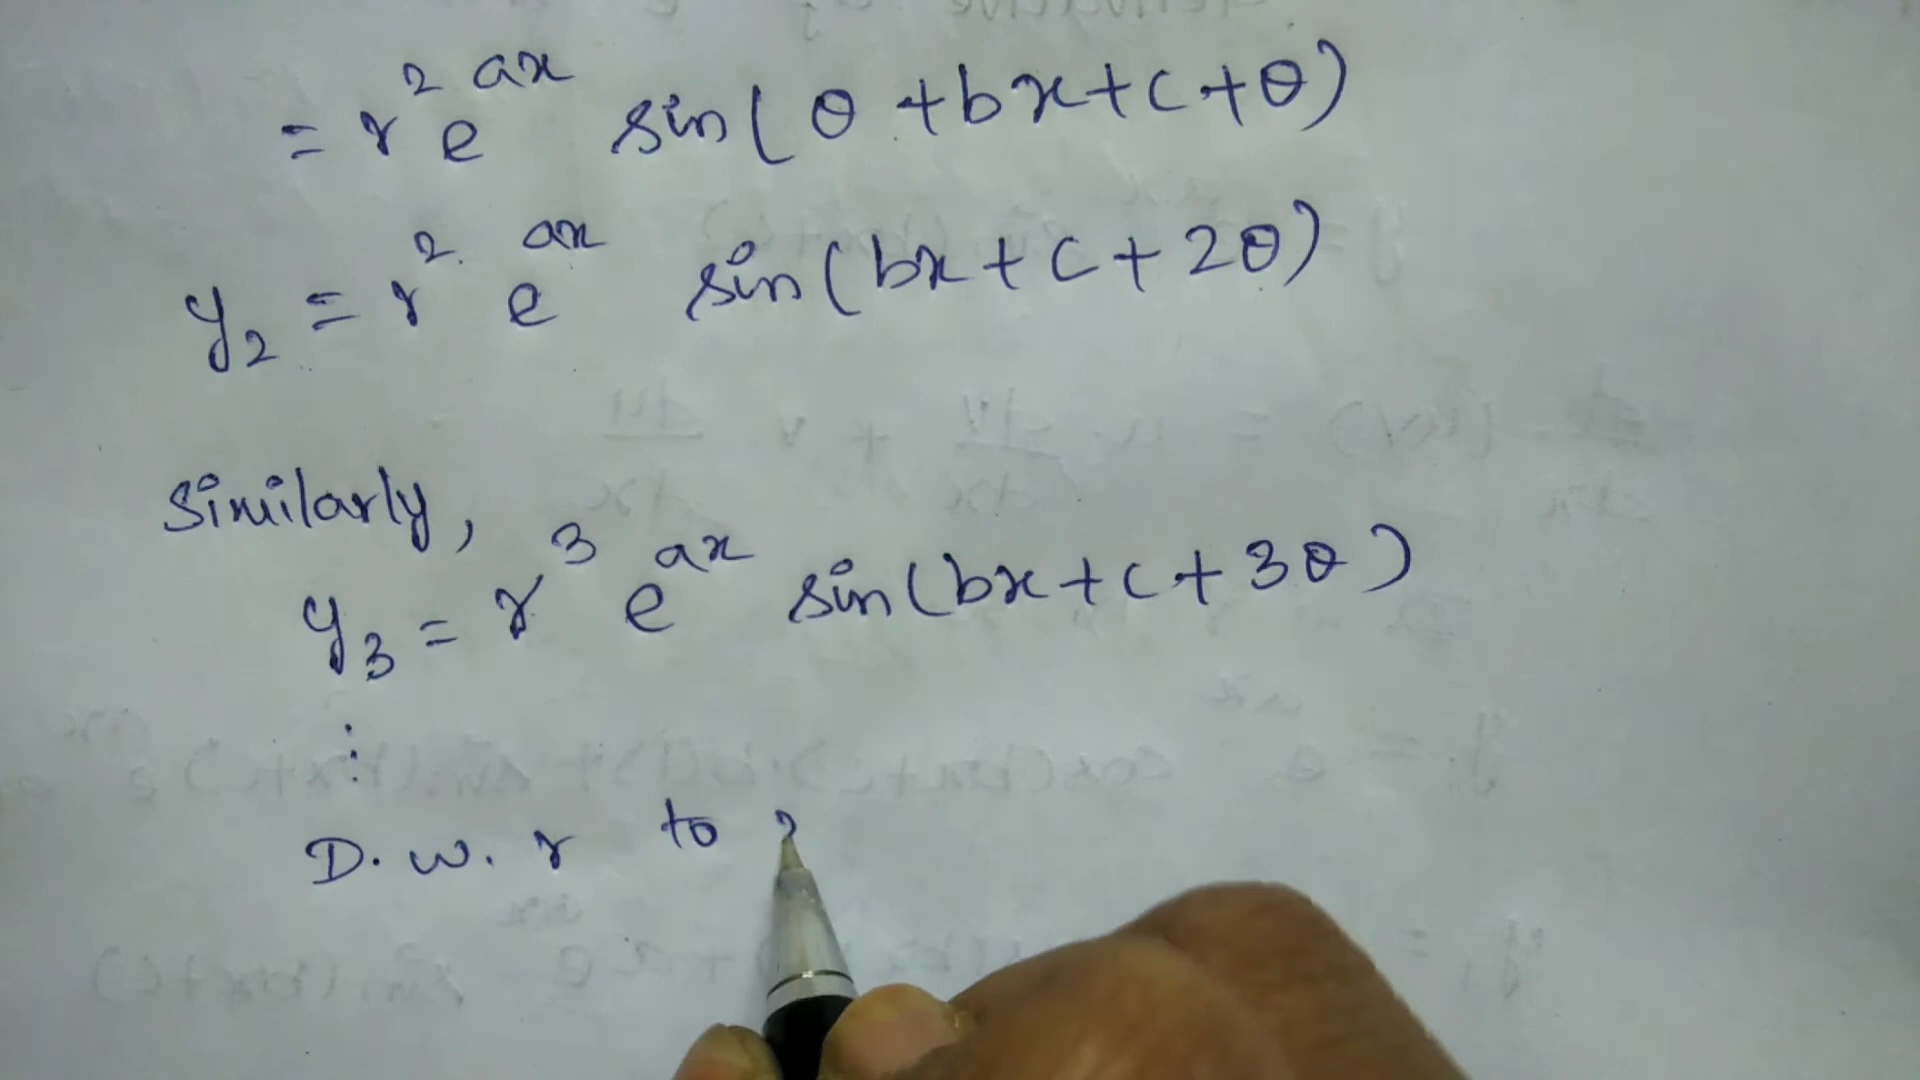 = r² e^{ax} sin(θ + bx + c + θ)
y₂ = r² e^{ax} sin(bx + c + 2θ)
Similarly,
y₃ = r³ e^{ax} sin(bx + c + 3θ)
⋮
D. w. r to